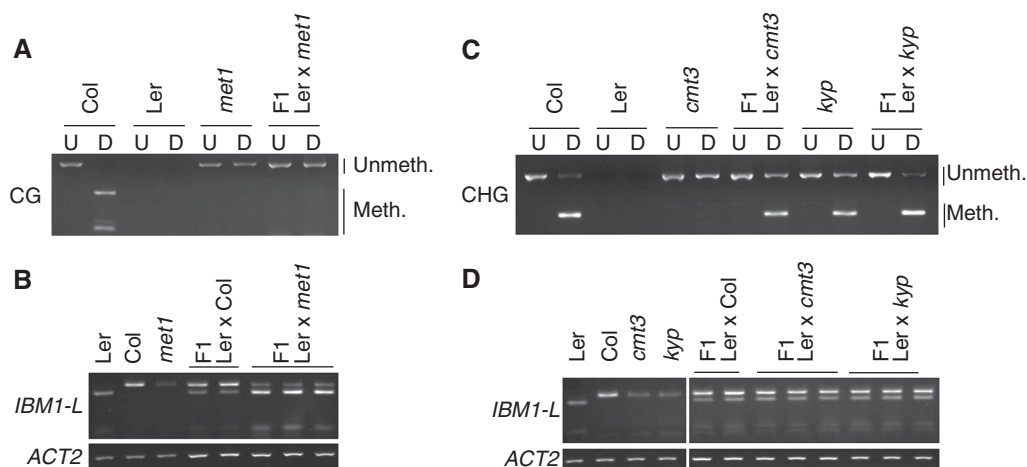 A
Col
Ler
met1
F1
Ler x met1
U D U D U D U D
CG
Unmeth.
Meth.
B
Ler
Col
met1
F1
Ler x Col
F1
Ler x met1
IBM1-L
ACT2
C
Col
Ler
cmt3
F1
Ler x cmt3
kyp
F1
Ler x kyp
U D U D U D U D U D U D
CHG
Unmeth.
Meth.
D
Ler
Col
cmt3
kyp
F1
Ler x Col
F1
Ler x cmt3
F1
Ler x kyp
IBM1-L
ACT2